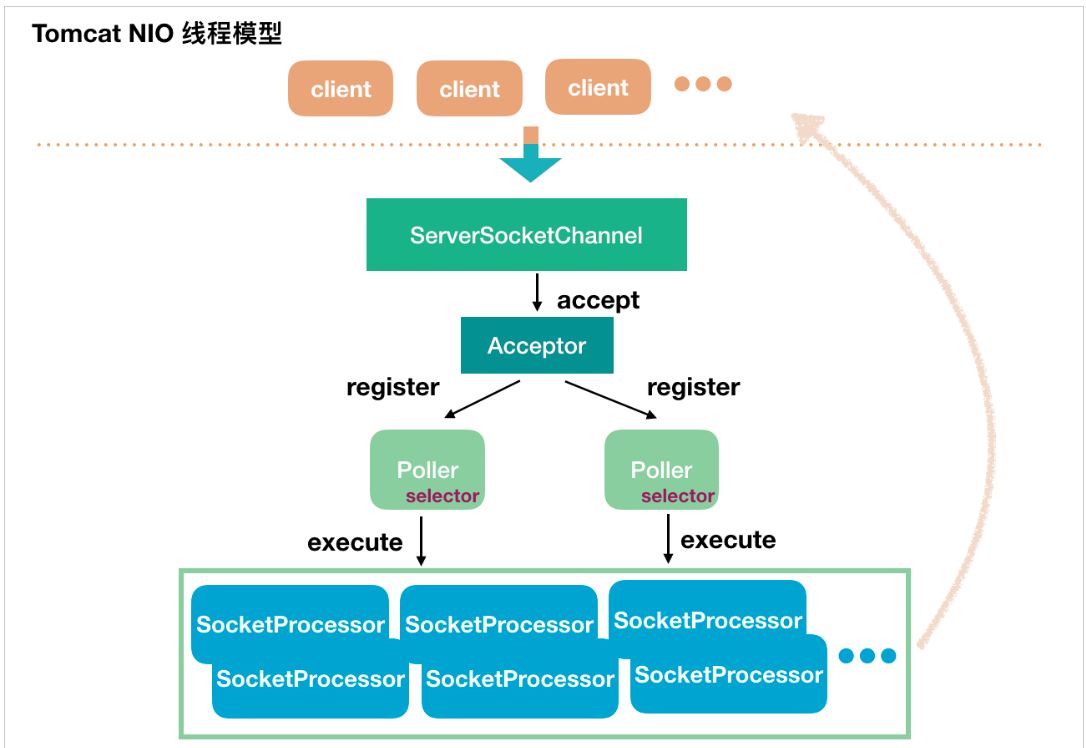 Tomcat NIO 线程模型
client
client
client
ServerSocketChannel
accept
Acceptor
register
register
Poller
selector
Poller
selector
execute
execute
SocketProcessor
SocketProcessor
SocketProcessor
SocketProcessor
SocketProcessor
SocketProcessor